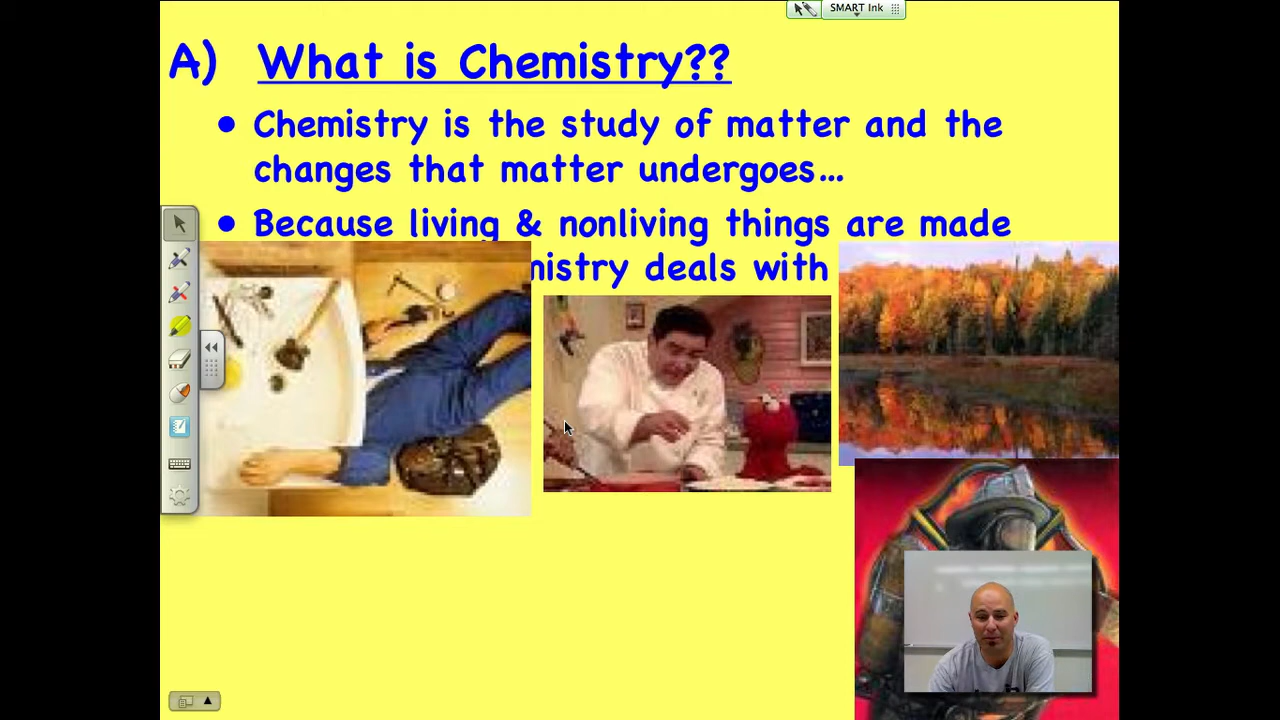 SMART Ink
A) What is Chemistry??
• Chemistry is the study of matter and the
changes that matter undergoes...
• Because living & nonliving things are made
deals with